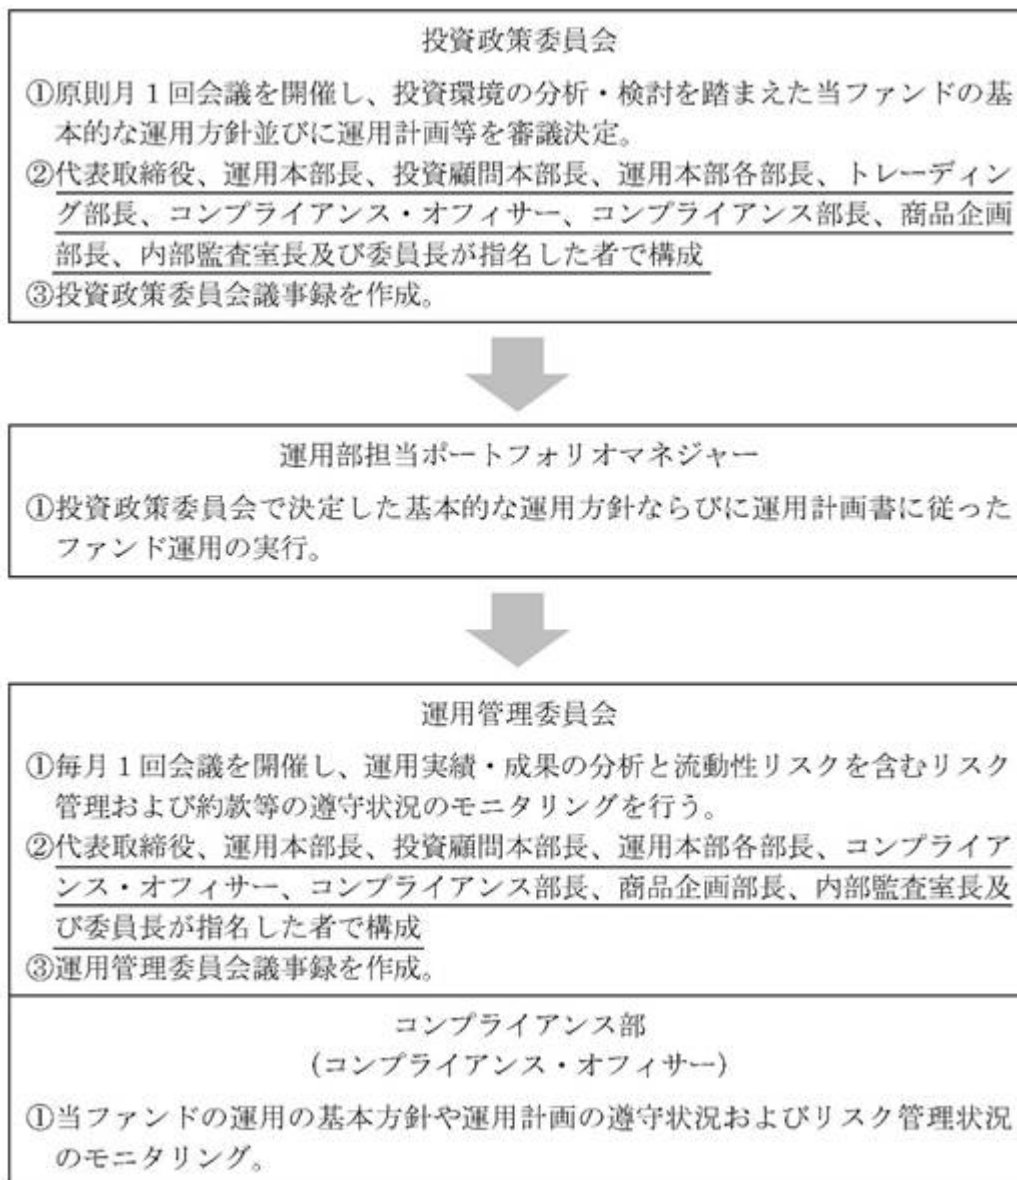 投資政策委員会
①原則月1回会議を開催し、投資環境の分析・検討を踏まえた当ファンドの基
本的な運用方針並びに運用計画等を審議決定。
②代表取締役、運用本部長、投資顧問本部長、運用本部各部長、トレーディン
グ部長、コンプライアンス・オフィサー、コンプライアンス部長、商品企画
部長、内部監査室長及び委員長が指名した者で構成
③投資政策委員会議事録を作成。
運用部担当ポートフォリオマネジャー
①投資政策委員会で決定した基本的な運用方針ならびに運用計画書に従った
ファンド運用の実行。
運用管理委員会
①毎月1回会議を開催し、運用実績・成果の分析と流動性リスクを含むリスク
管理および約款等の遵守状況のモニタリングを行う。
②代表取締役、運用本部長、投資顧問本部長、運用本部各部長、コンプライア
ンス・オフィサー、コンプライアンス部長、商品企画部長、内部監査室長及
び委員長が指名した者で構成
③運用管理委員会議事録を作成。
コンプライアンス部
(コンプライアンス・オフィサー)
①当ファンドの運用の基本方針や運用計画の遵守状況およびリスク管理状況
のモニタリング。